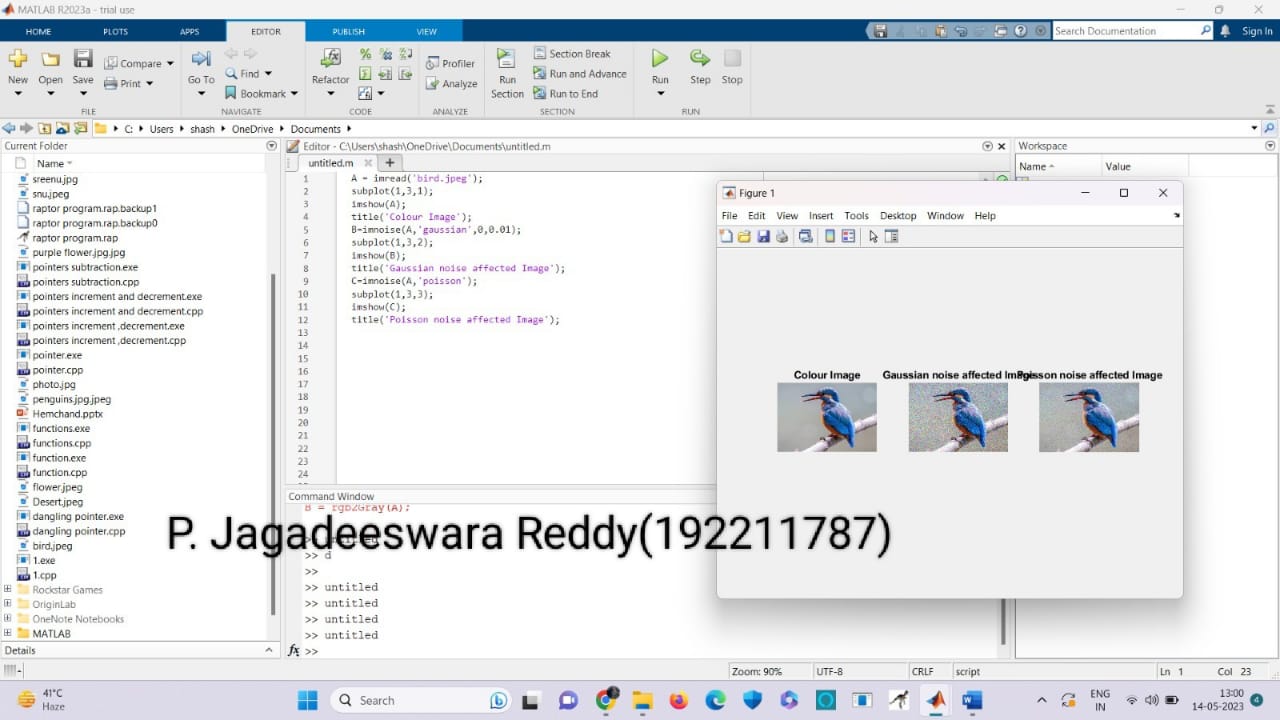 MATLAB R2023a - trial use
HOME PLOTS APPS EDITOR PUBLISH VIEW
Search Documentation
Sign In
New Open Save Compare Print
FILE
Go To Find Bookmark
NAVIGATE
Refactor
CODE
Profiler
Analyze
ANALYZE
Run Section
Section Break
Run and Advance
Run to End
SECTION
Run Step Stop
RUN
C: Users shash OneDrive Documents
Current Folder
Name
sreenu.jpg
snu.jpeg
raptor program.rap.backup1
raptor program.rap.backup0
raptor program.rap
purple flower.jpg.jpg
pointers subtraction.exe
pointers subtraction.cpp
pointers increment and decrement.exe
pointers increment and decrement.cpp
pointers increment ,decrement.exe
pointers increment ,decrement.cpp
pointer.exe
pointer.cpp
photo.jpg
penguins.jpg.jpeg
Hemchand.pptx
functions.exe
functions.cpp
function.exe
function.cpp
flower.jpeg
Desert.jpeg
dangling pointer.exe
dangling pointer.cpp
bird.jpeg
1.exe
1.cpp
Rockstar Games
OriginLab
OneNote Notebooks
MATLAB
Details
Editor - C:\Users\shash\OneDrive\Documents\untitled.m
untitled.m
1 A = imread('bird.jpeg');
2 subplot(1,3,1);
3 imshow(A);
4 title('Colour Image');
5 B=imnoise(A,'gaussian',0,0.01);
6 subplot(1,3,2);
7 imshow(B);
8 title('Gaussian noise affected Image');
9 C=imnoise(A,'poisson');
10 subplot(1,3,3);
11 imshow(C);
12 title('Poisson noise affected Image');
13
14
15
16
17
18
19
20
21
22
23
24
Command Window
B = rgb2Gray(A);
>> d
>>
>> untitled
>> untitled
>> untitled
>> untitled
fx >>
P. Jagadeeswara Reddy(192211787)
Workspace
Name Value
Figure 1
File Edit View Insert Tools Desktop Window Help
Colour Image
Gaussian noise affected Image
Poisson noise affected Image
Zoom: 90% UTF-8 CRLF script Ln 1 Col 23
41°C
Haze
Search
ENG
IN
13:00
14-05-2023
4